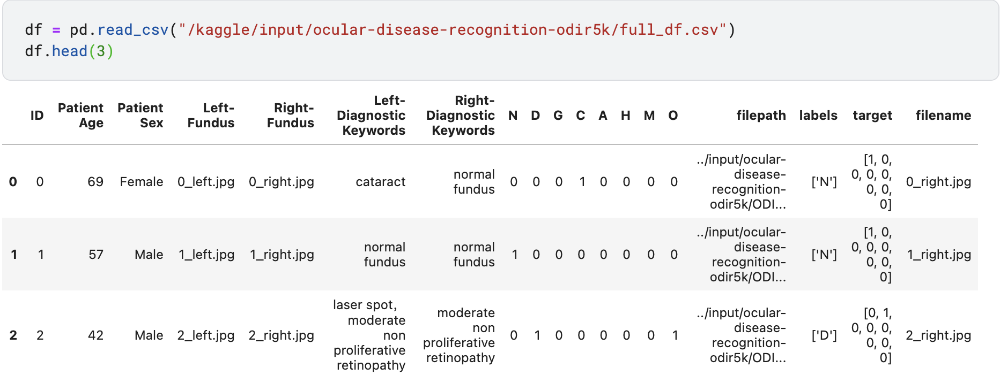 df = pd.read_csv("/kaggle/input/ocular-disease-recognition-odir5k/full_df.csv")
df.head(3)
ID Patient Age Patient Sex Left-Fundus Right-Fundus Left-Diagnostic Keywords Right-Diagnostic Keywords N D G C A H M O filepath labels target filename
0 0 69 Female 0_left.jpg 0_right.jpg cataract normal fundus 0 0 0 1 0 0 0 0 ../input/ocular-disease-recognition-odir5k/ODI... ['N'] [1, 0, 0, 0, 0, 0, 0, 0] 0_right.jpg
1 1 57 Male 1_left.jpg 1_right.jpg normal fundus normal fundus 1 0 0 0 0 0 0 0 ../input/ocular-disease-recognition-odir5k/ODI... ['N'] [1, 0, 0, 0, 0, 0, 0, 0] 1_right.jpg
2 2 42 Male 2_left.jpg 2_right.jpg laser spot, moderate non proliferative retinopathy moderate non proliferative retinopathy 0 1 0 0 0 0 0 1 ../input/ocular-disease-recognition-odir5k/ODI... ['D'] [0, 1, 0, 0, 0, 0, 0, 0] 2_right.jpg